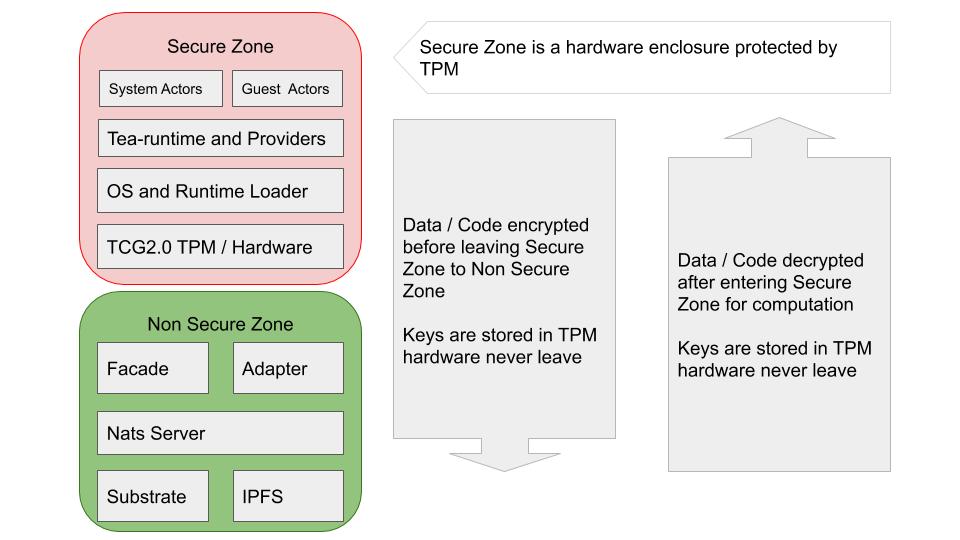 Secure Zone
System Actors
Guest Actors
Tea-runtime and Providers
OS and Runtime Loader
TCG2.0 TPM / Hardware
Non Secure Zone
Facade
Adapter
Nats Server
Substrate
IPFS
Secure Zone is a hardware enclosure protected by
TPM
Data / Code encrypted
before leaving Secure
Zone to Non Secure
Zone
Keys are stored in TPM
hardware never leave
Data / Code decrypted
after entering Secure
Zone for computation
Keys are stored in TPM
hardware never leave